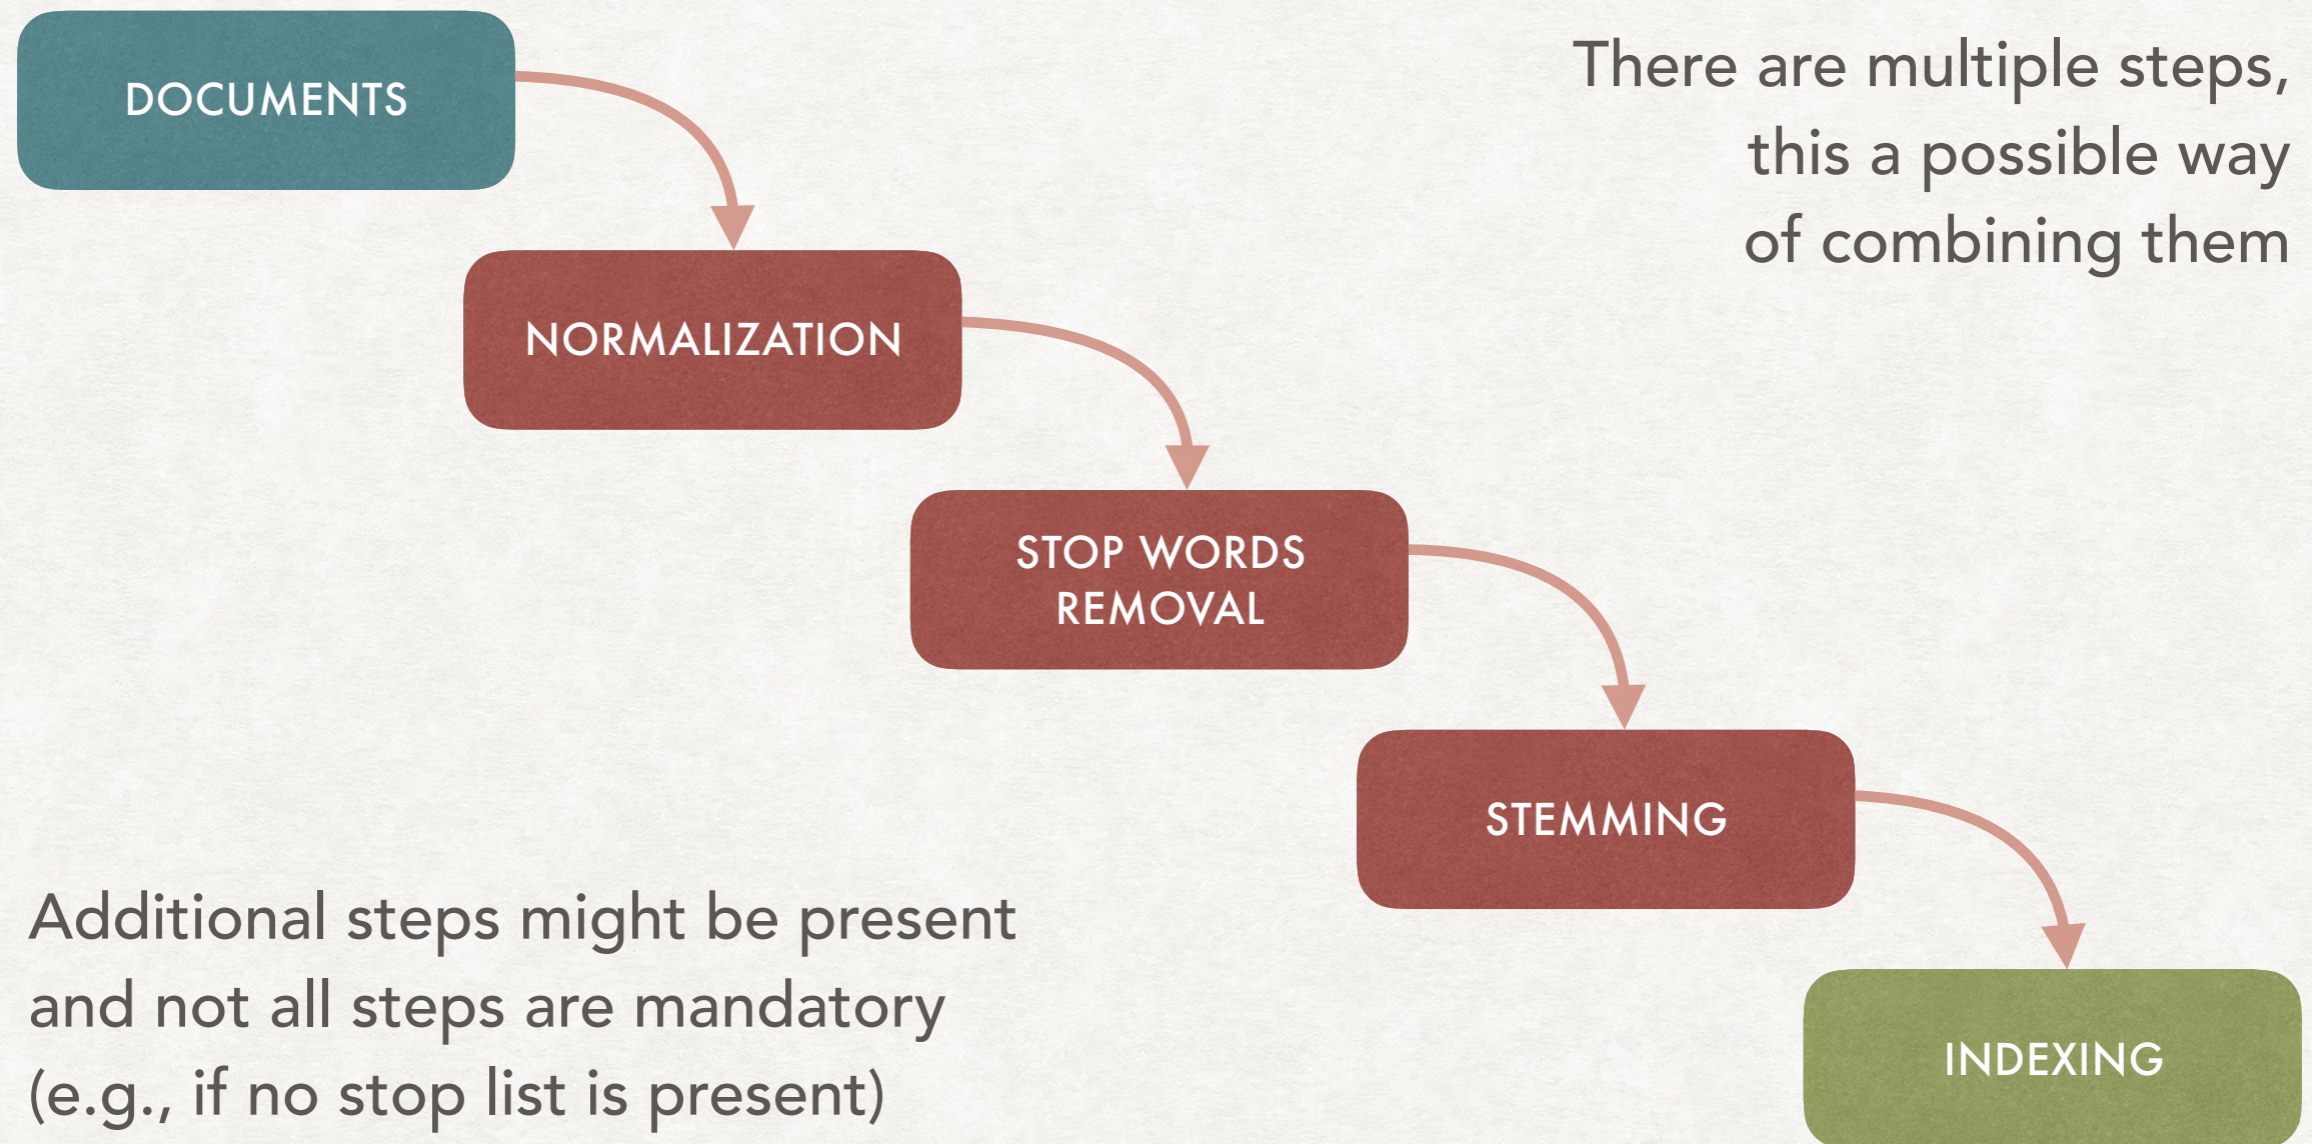 DOCUMENTS
There are multiple steps,
this a possible way
of combining them
NORMALIZATION
STOP WORDS
REMOVAL
STEMMING
Additional steps might be present
and not all steps are mandatory
(e.g., if no stop list is present)
INDEXING